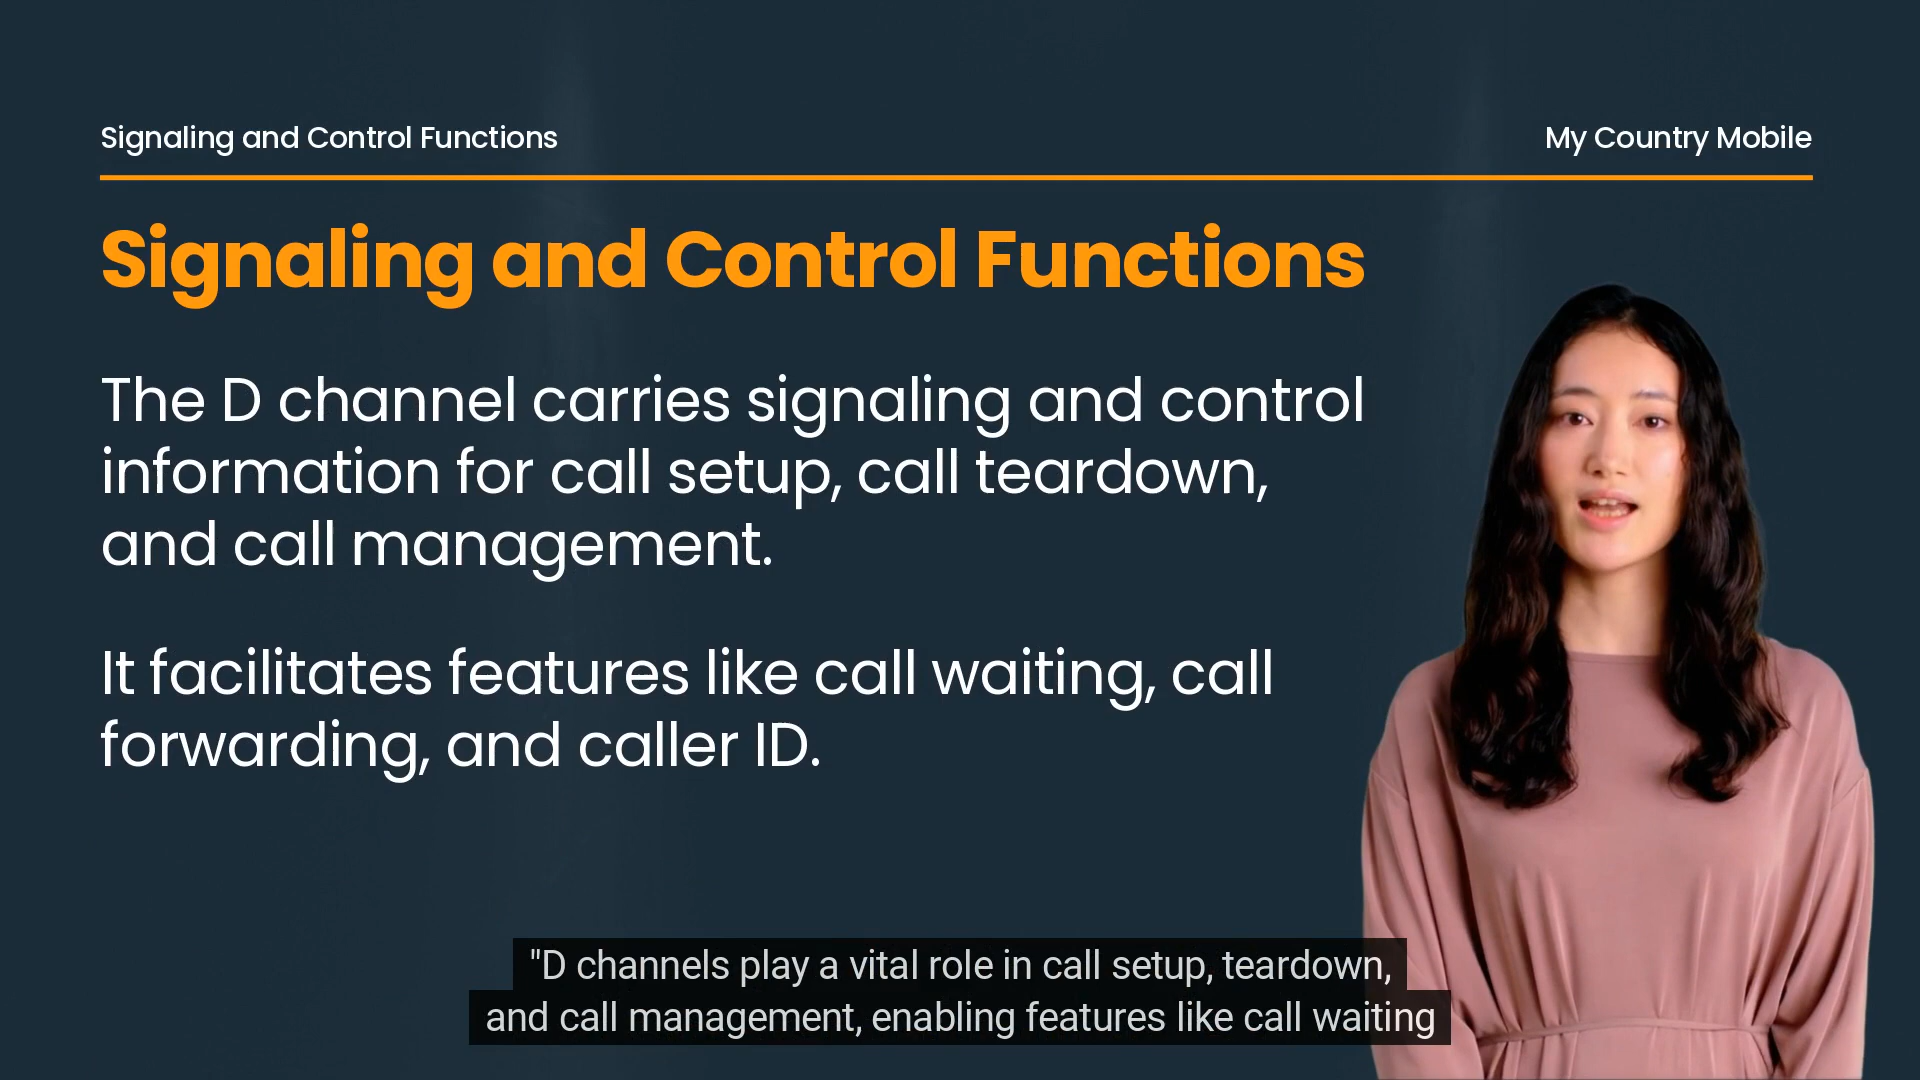 Signaling and Control Functions
My Country Mobile
Signaling and Control Functions
The D channel carries signaling and control
information for call setup, call teardown,
and call management.
It facilitates features like call waiting, call
forwarding, and caller ID.
"D channels play a vital role in call setup, teardown,
and call management, enabling features like call waiting